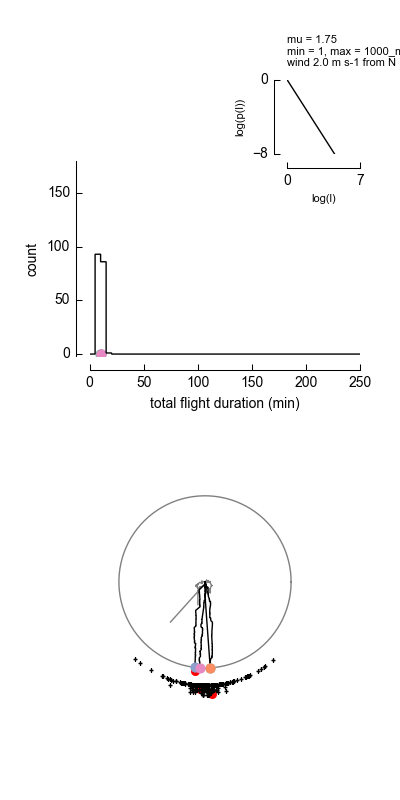 mu = 1.75
min = 1, max = 1000_m
wind 2.0 m s-1 from N
0
log(p(l))
−8
0
7
log(l)
150
100
50
0
count
0
50
100
150
200
250
total flight duration (min)